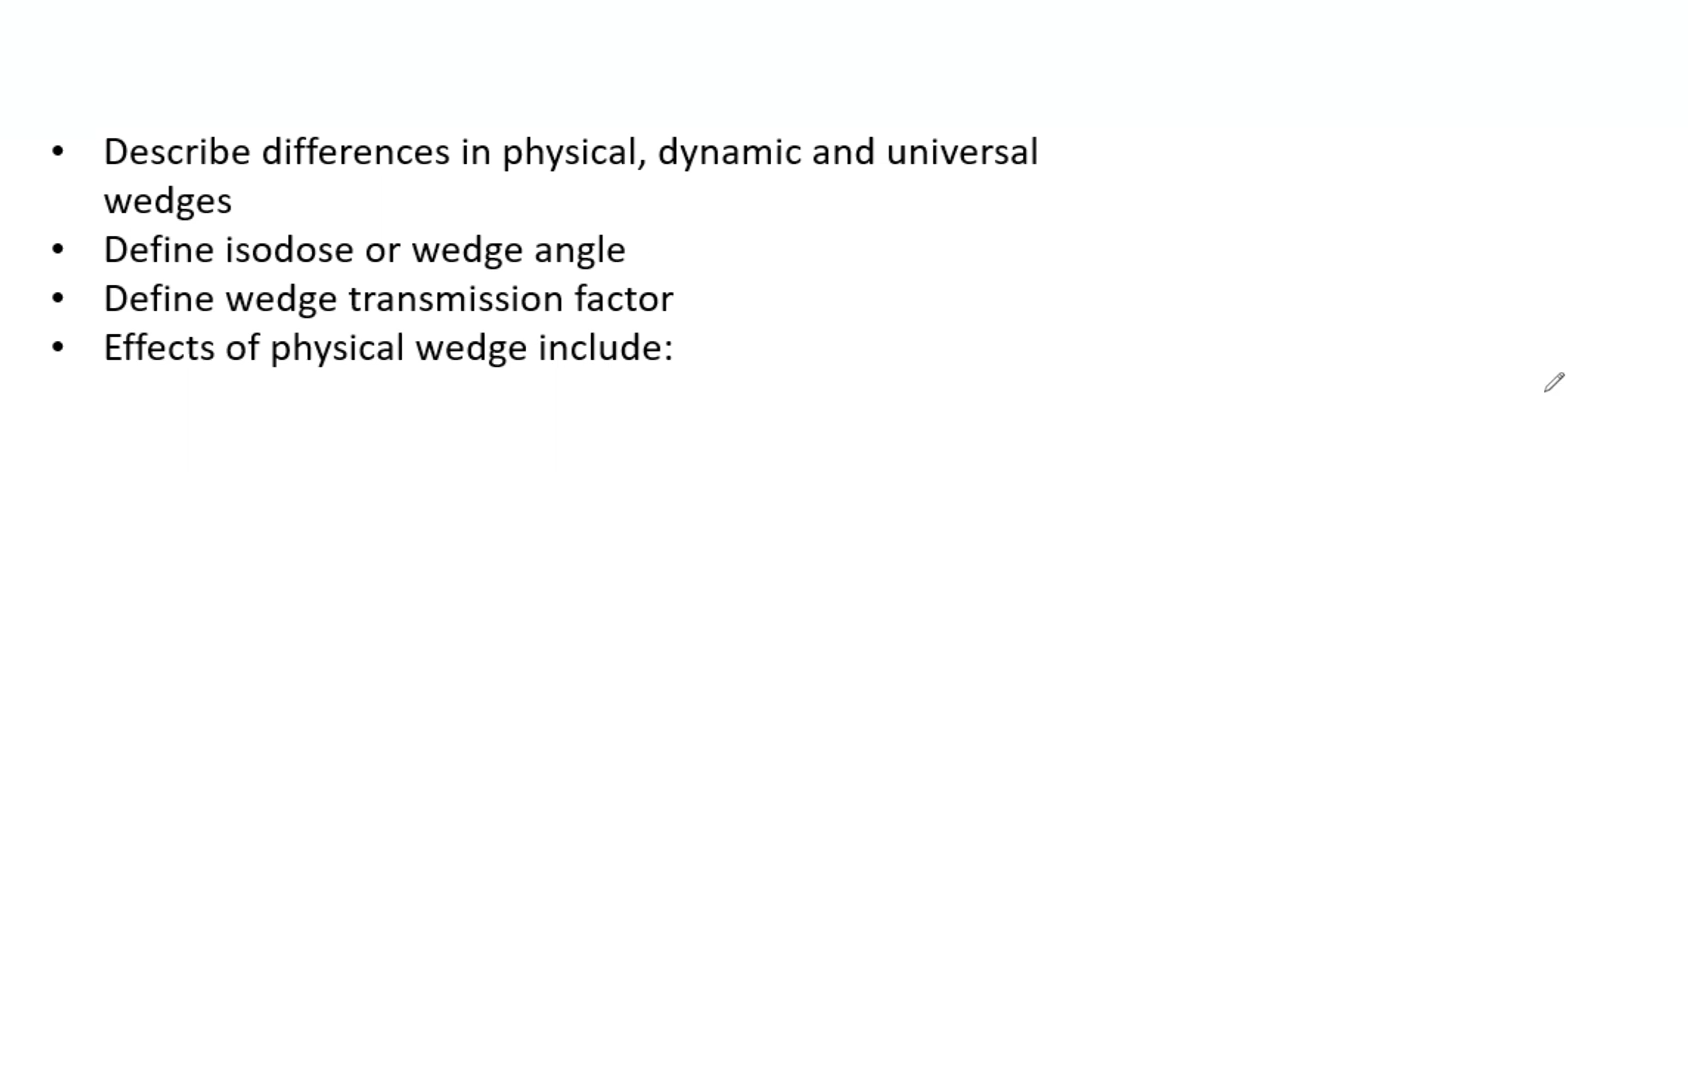 • Describe differences in physical, dynamic and universal
wedges
• Define isodose or wedge angle
• Define wedge transmission factor
• Effects of physical wedge include: